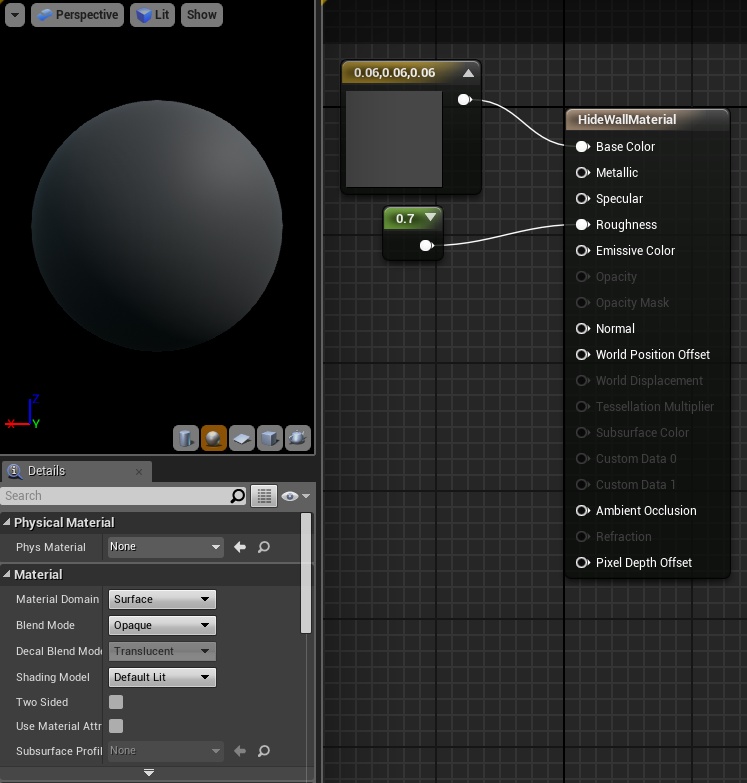 Perspective Lit Show
0.06,0.06,0.06
HideWallMaterial
Base Color
Metallic
Specular
0.7
Roughness
Emissive Color
Opacity
Opacity Mask
Normal
World Position Offset
World Displacement
Tessellation Multiplier
Subsurface Color
Custom Data 0
Custom Data 1
Ambient Occlusion
Refraction
Pixel Depth Offset
Z
X Y
Details
Search
Physical Material
Phys Material None
Material
Material Domain Surface
Blend Mode Opaque
Decal Blend Mode Translucent
Shading Model Default Lit
Two Sided
Use Material Attr
Subsurface Profil None